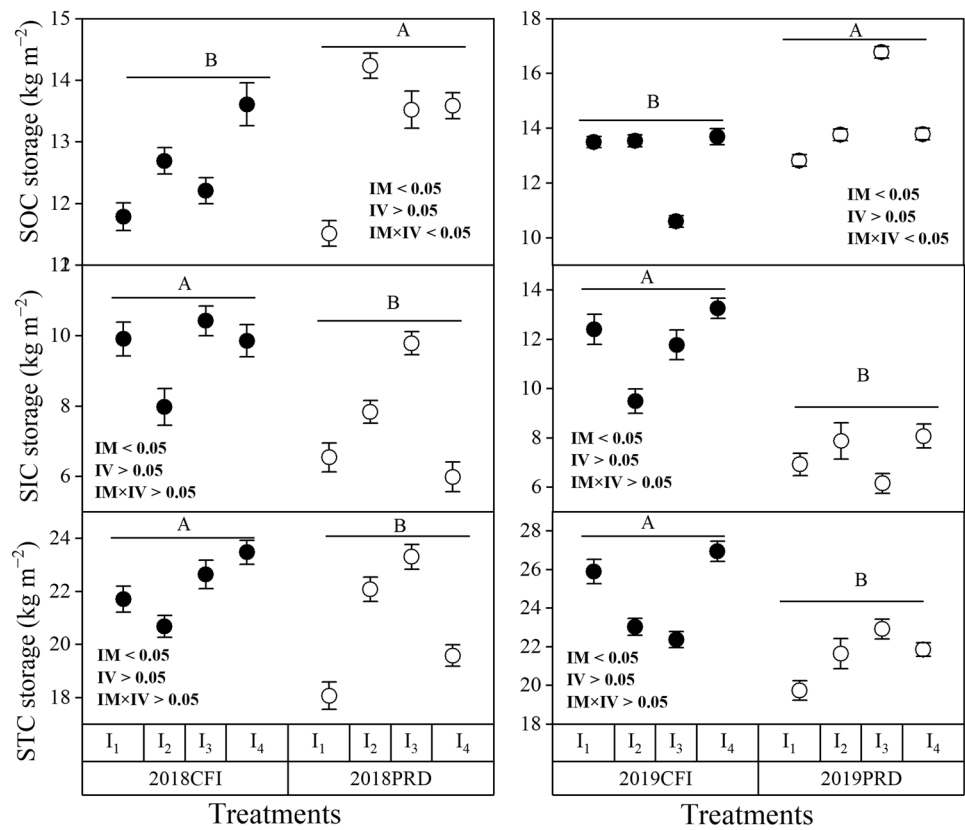 SOC storage (kg m⁻²)
15
14
13
12
11
B
A
IM < 0.05
IV > 0.05
IM×IV < 0.05
18
16
14
12
10
B
A
IM < 0.05
IV > 0.05
IM×IV < 0.05
SIC storage (kg m⁻²)
12
10
8
6
A
B
IM < 0.05
IV > 0.05
IM×IV > 0.05
14
12
10
8
6
A
B
IM < 0.05
IV > 0.05
IM×IV > 0.05
STC storage (kg m⁻²)
24
22
20
18
A
B
IM < 0.05
IV > 0.05
IM×IV > 0.05
28
26
24
22
20
18
A
B
IM < 0.05
IV > 0.05
IM×IV > 0.05
I₁ I₂ I₃ I₄ I₁ I₂ I₃ I₄
2018CFI 2018PRD
Treatments
I₁ I₂ I₃ I₄ I₁ I₂ I₃ I₄
2019CFI 2019PRD
Treatments